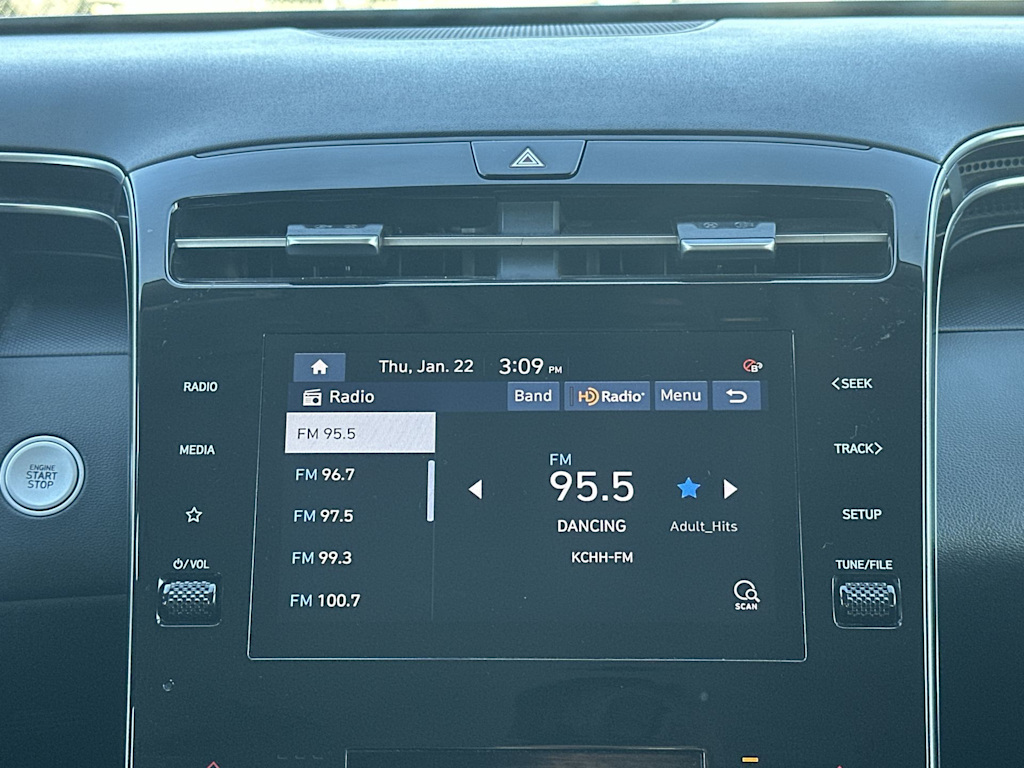 Thu, Jan. 22 3:09 PM
Radio Band HD Radio Menu
FM 95.5
FM 96.7
FM 97.5
FM 99.3
FM 100.7
FM
95.5
DANCING Adult_Hits
KCHH-FM
SCAN
RADIO
MEDIA
/VOL
ENGINE
START
STOP
<SEEK
TRACK>
SETUP
TUNE/FILE